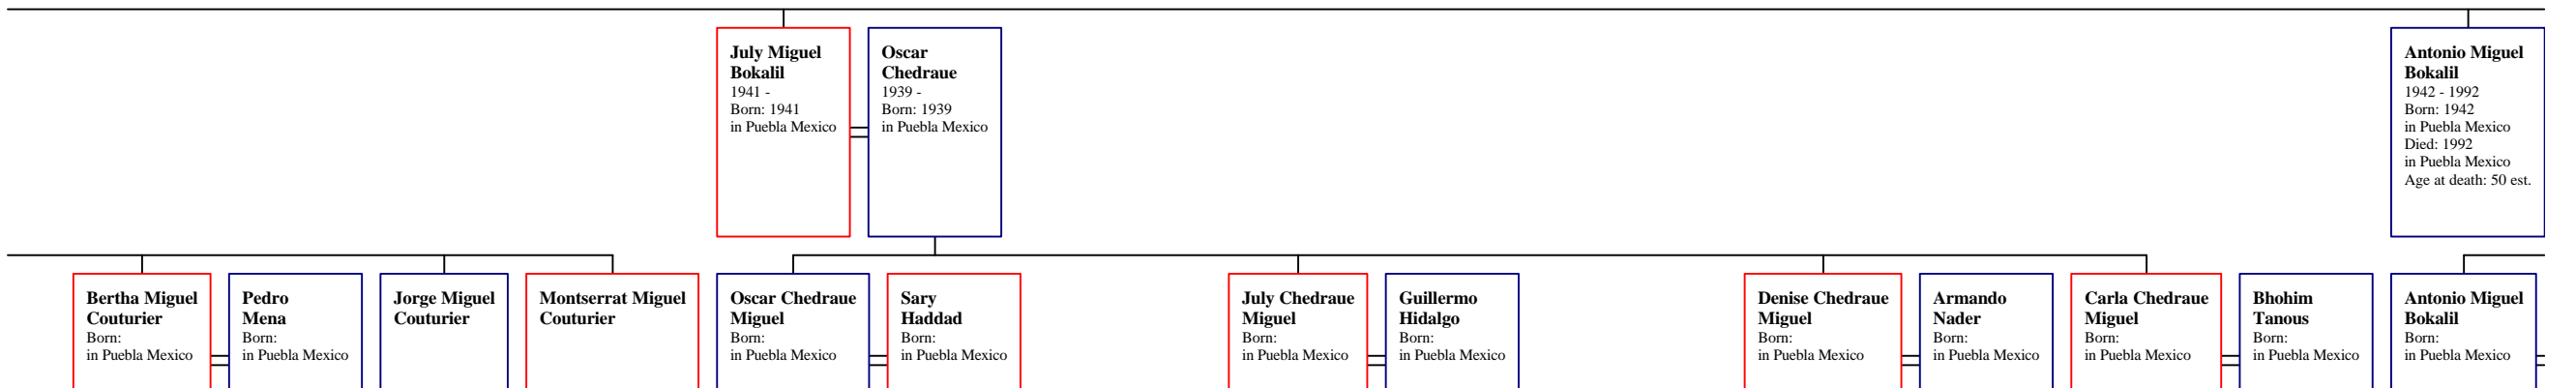 July Miguel
Bokalil
1941 -
Born: 1941
in Puebla Mexico
Oscar
Chedraue
1939 -
Born: 1939
in Puebla Mexico
Antonio Miguel
Bokalil
1942 - 1992
Born: 1942
in Puebla Mexico
Died: 1992
in Puebla Mexico
Age at death: 50 est.
Bertha Miguel
Couturier
Born:
in Puebla Mexico
Pedro
Mena
Born:
in Puebla Mexico
Jorge Miguel
Couturier
Montserrat Miguel
Couturier
Oscar Chedraue
Miguel
Born:
in Puebla Mexico
Sary
Haddad
Born:
in Puebla Mexico
July Chedraue
Miguel
Born:
in Puebla Mexico
Guillermo
Hidalgo
Born:
in Puebla Mexico
Denise Chedraue
Miguel
Born:
in Puebla Mexico
Armando
Nader
Born:
in Puebla Mexico
Carla Chedraue
Miguel
Born:
in Puebla Mexico
Bhohim
Tanous
Born:
in Puebla Mexico
Antonio Miguel
Bokalil
Born:
in Puebla Mexico